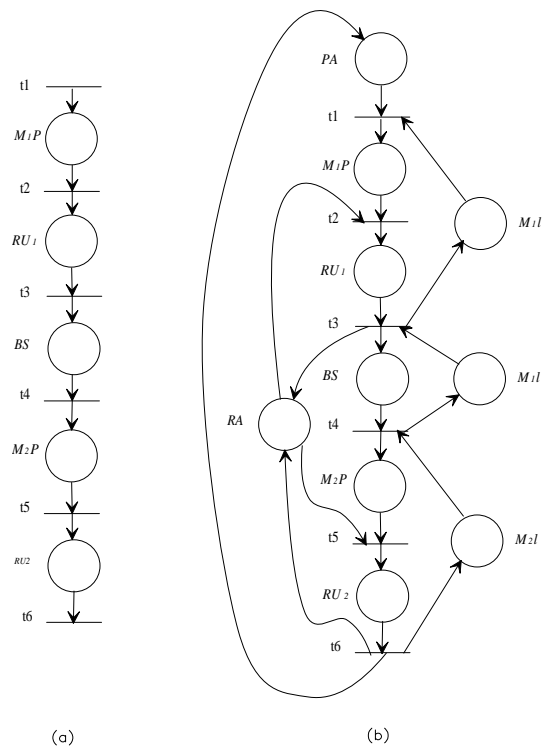 t1
M1P
t2
RU1
t3
BS
t4
M2P
t5
RU2
t6
(a)
PA
t1
M1P
M1l
t2
RU1
t3
BS
M1l
RA
t4
M2P
t5
M2l
RU2
t6
(b)